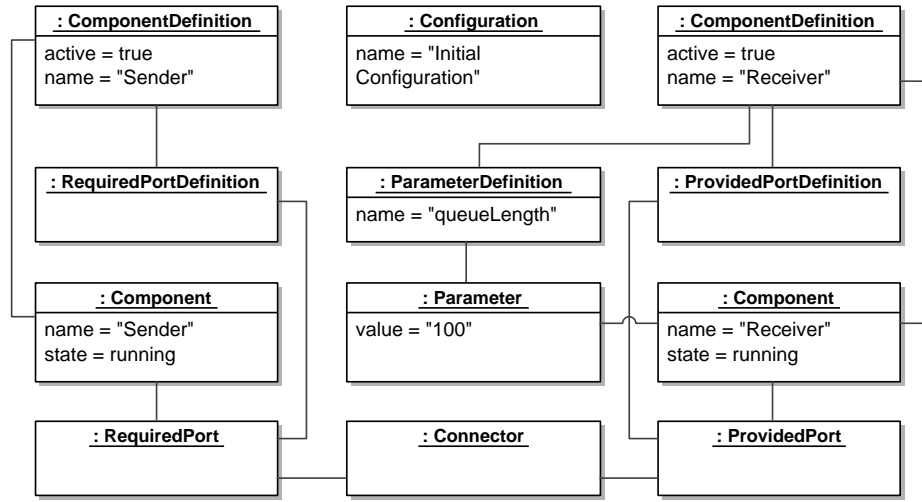 : ComponentDefinition
active = true
name = "Sender"
: Configuration
name = "Initial
Configuration"
: ComponentDefinition
active = true
name = "Receiver"
: RequiredPortDefinition
: ParameterDefinition
name = "queueLength"
: ProvidedPortDefinition
: Component
name = "Sender"
state = running
: Parameter
value = "100"
: Component
name = "Receiver"
state = running
: RequiredPort
: Connector
: ProvidedPort